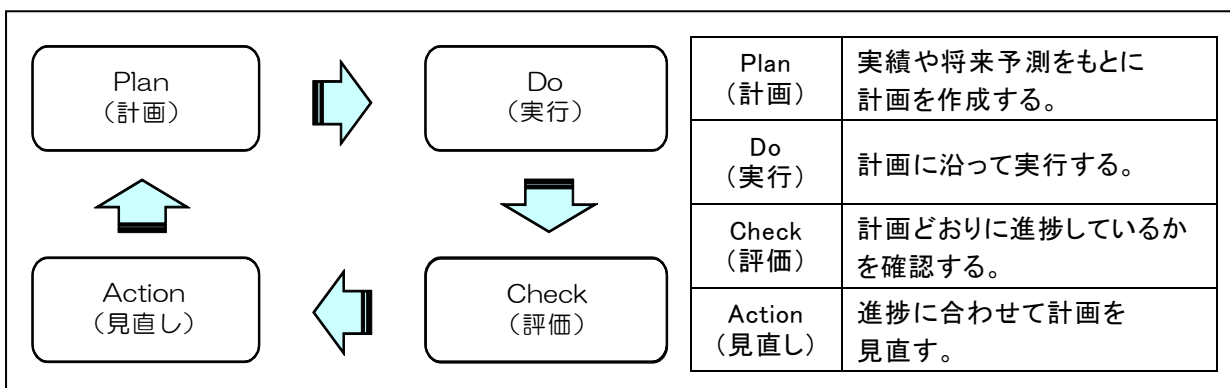 Plan
（計画）
Do
（実行）
Action
（見直し）
Check
（評価）
Plan
（計画）
実績や将来予測をもとに
計画を作成する。
Do
（実行）
計画に沿って実行する。
Check
（評価）
計画どおりに進捗しているか
を確認する。
Action
（見直し）
進捗に合わせて計画を
見直す。